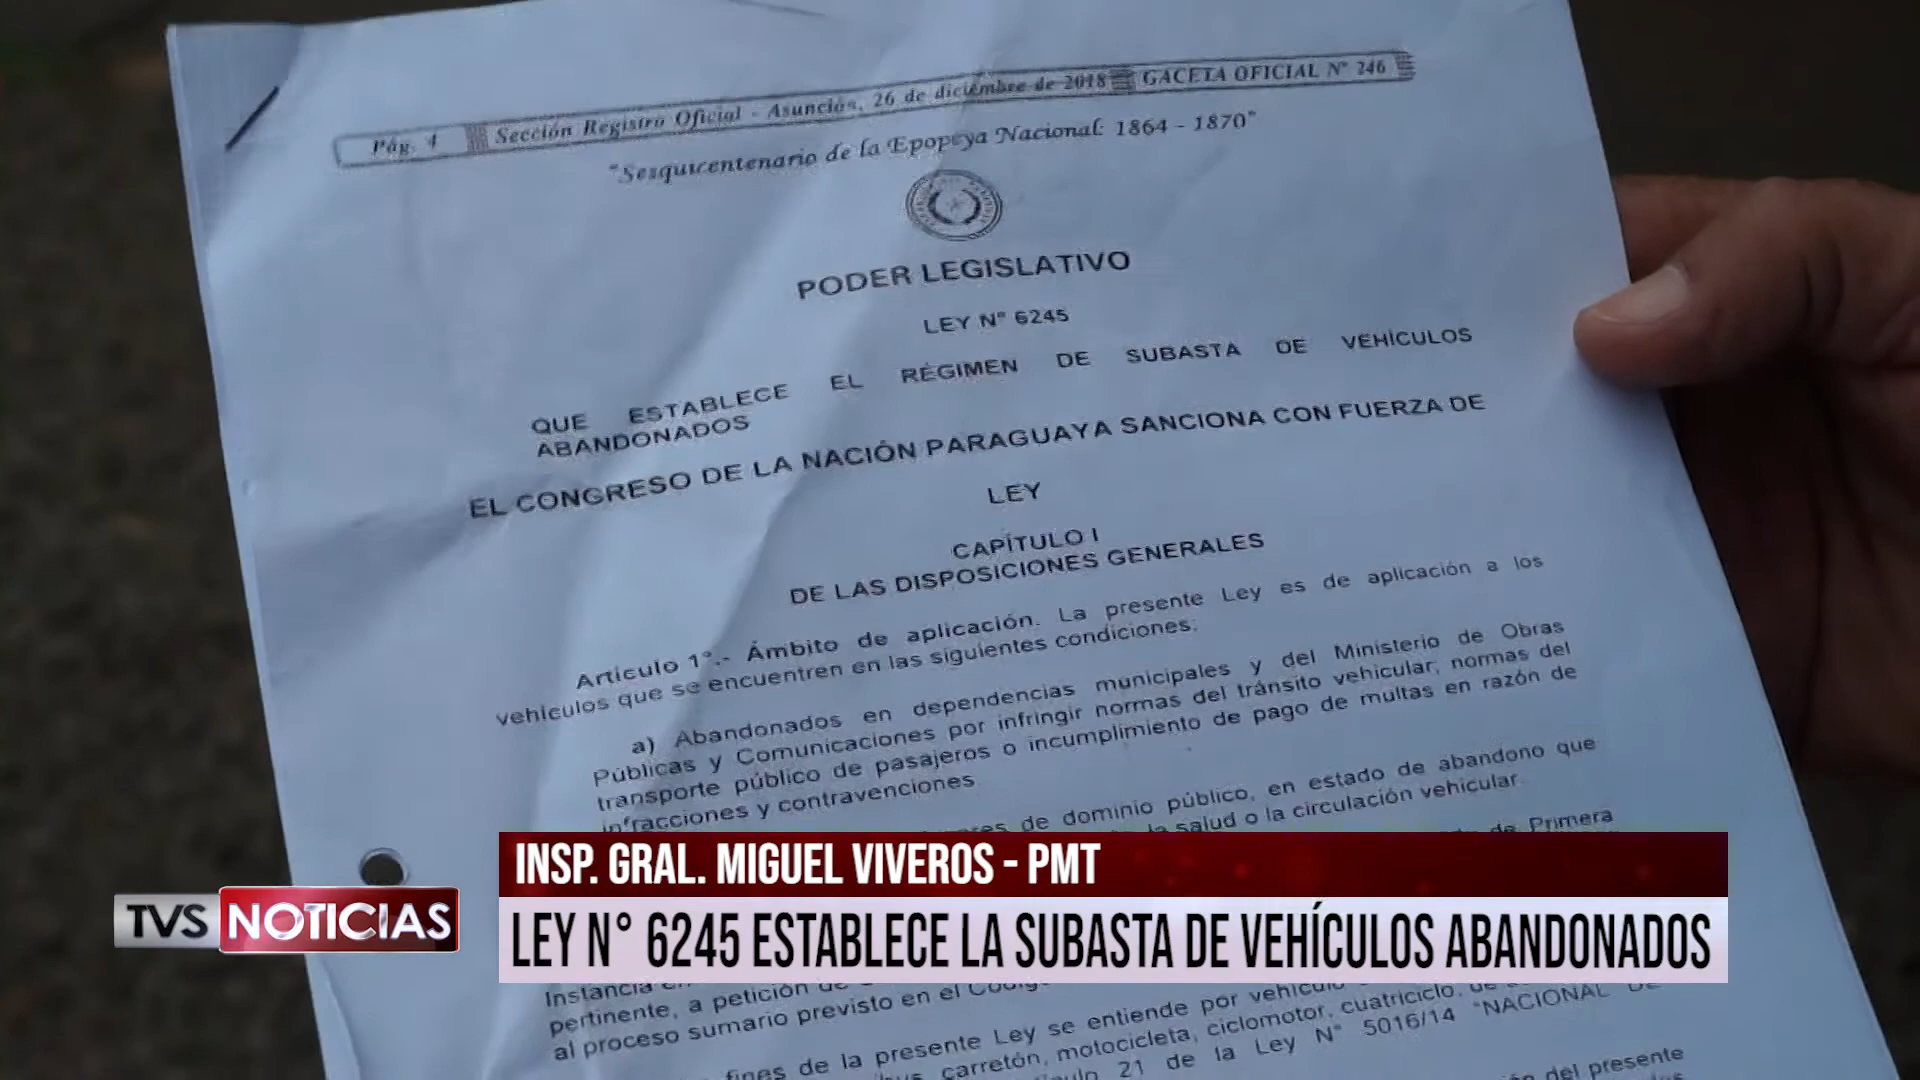 Pág. 4 Sección Registro Oficial - Asunción, 26 de diciembre de 2018 GACETA OFICIAL Nº 246
"Sesquicentenario de la Epopeya Nacional: 1864 - 1870"
PODER LEGISLATIVO
LEY N° 6245
QUE ESTABLECE EL RÉGIMEN DE SUBASTA DE VEHÍCULOS
ABANDONADOS
EL CONGRESO DE LA NACIÓN PARAGUAYA SANCIONA CON FUERZA DE
LEY
CAPÍTULO I
DE LAS DISPOSICIONES GENERALES
Artículo 1°.- Ámbito de aplicación. La presente Ley es de aplicación a los
vehículos que se encuentren en las siguientes condiciones:
a) Abandonados en dependencias municipales y del Ministerio de Obras
Públicas y Comunicaciones por infringir normas del tránsito vehicular, normas del
transporte público de pasajeros o incumplimiento de pago de multas en razón de
infracciones y contravenciones.
de dominio público, en estado de abandono que
la salud o la circulación vehicular.
de Primera
INSP. GRAL. MIGUEL VIVEROS - PMT
TVS NOTICIAS
LEY N° 6245 ESTABLECE LA SUBASTA DE VEHÍCULOS ABANDONADOS
Instancia
pertinente, a petición de
al proceso sumario previsto en el
fines de la presente Ley se entiende por vehículo
carretón, motocicleta, ciclomotor, cuatriciclo,
21 de la Ley N° 5016/14 "NACIONAL DE
del presente